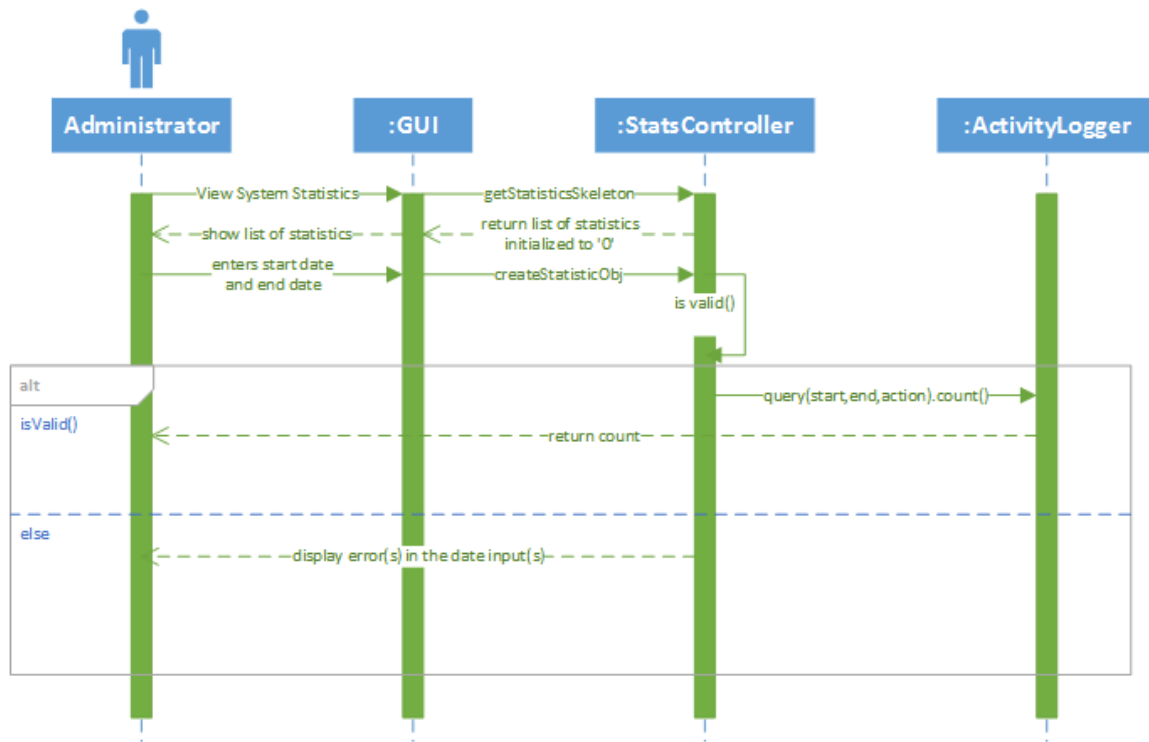 Administrator
:GUI
:StatsController
:ActivityLogger
View System Statistics
getStatisticsSkeleton
show list of statistics
return list of statistics
initialized to '0'
enters start date
and end date
createStatisticObj
is valid()
alt
query(start,end,action).count()
isValid()
return count
else
display error(s) in the date input(s)